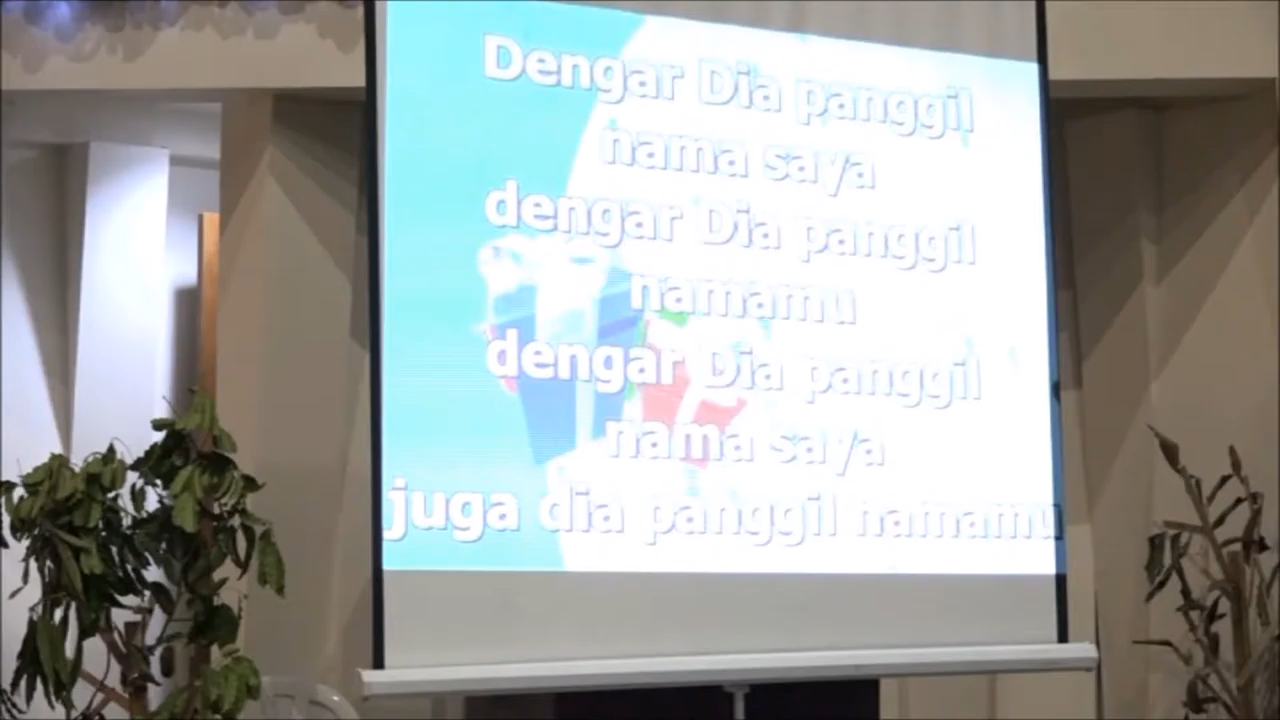 Dengar Dia panggil
nama saya
dengar Dia panggil
namamu
dengar Dia panggil
nama saya
juga dia panggil namamu